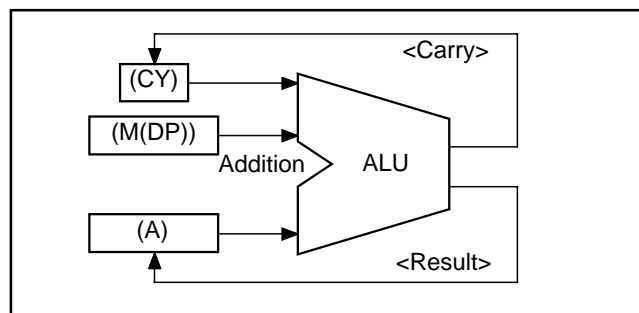 <Carry>
(CY)
(M(DP))
Addition
ALU
(A)
<Result>